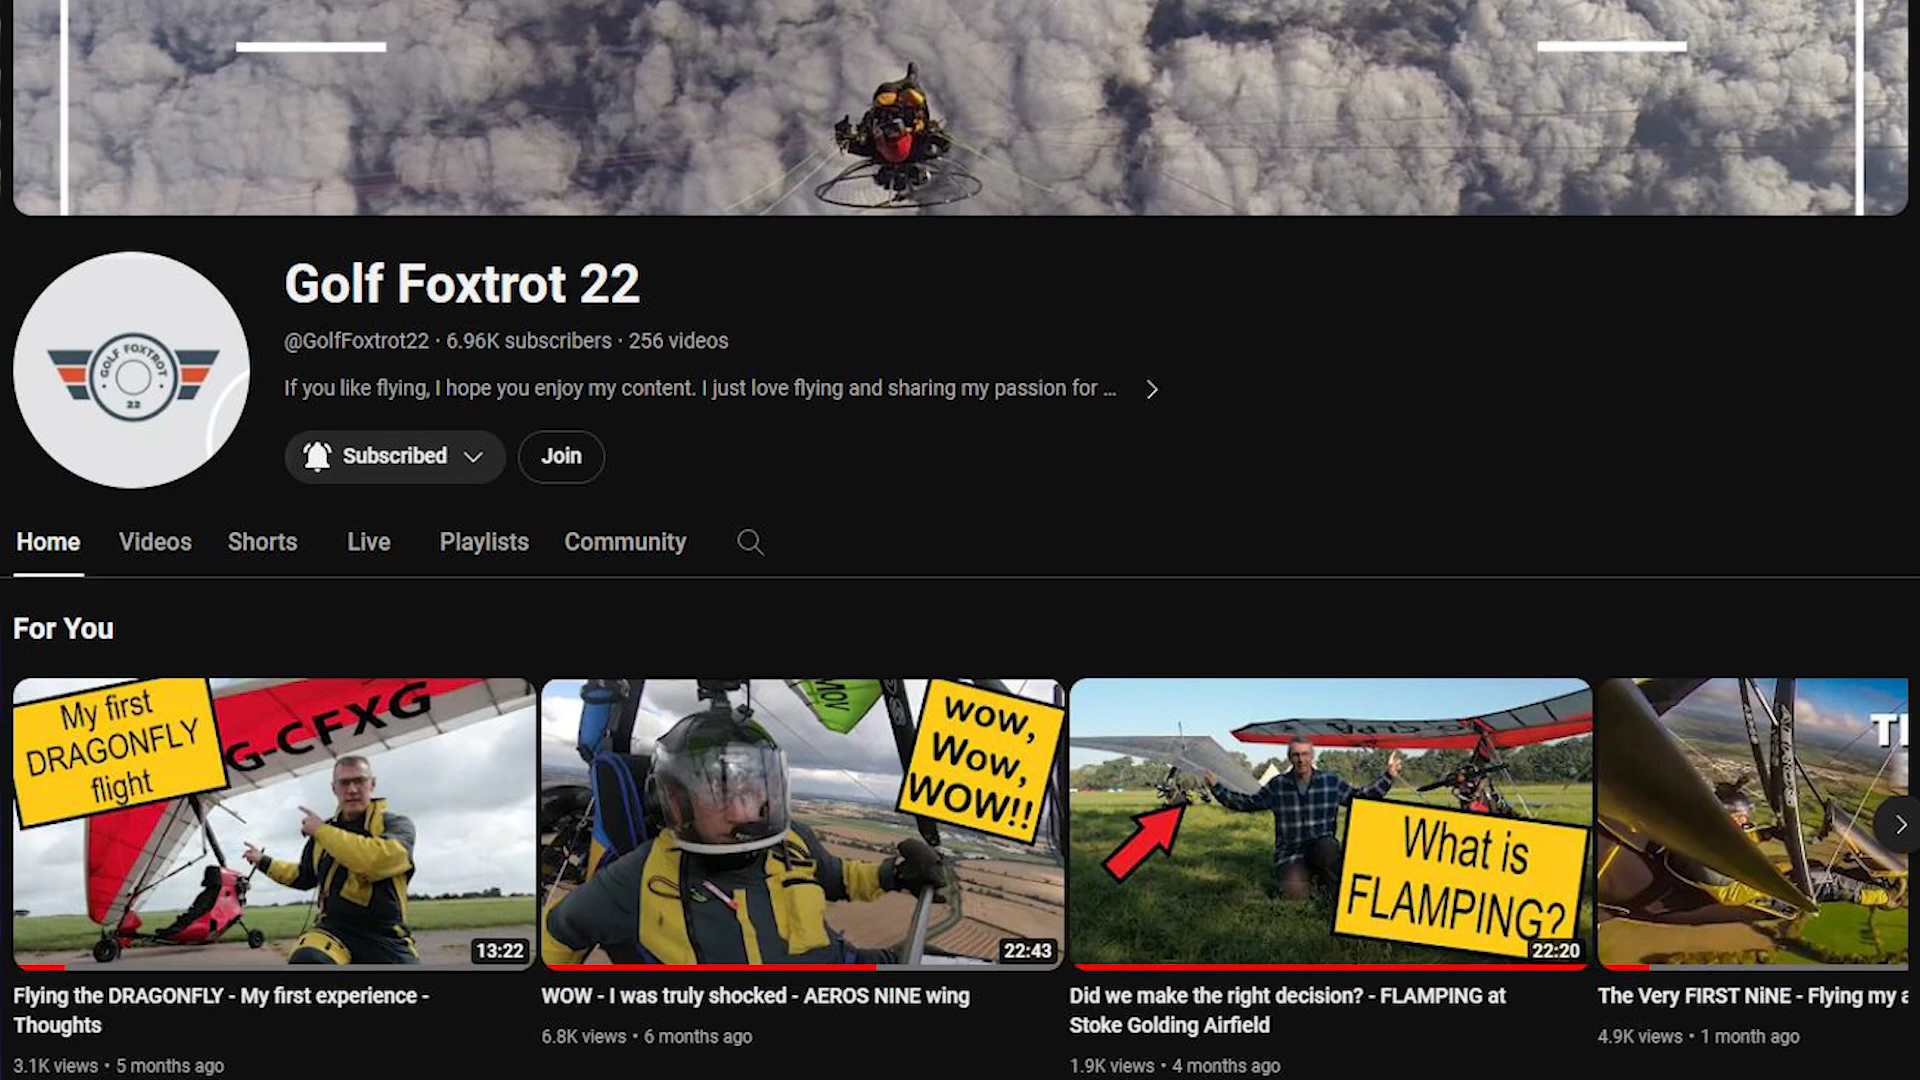 Golf Foxtrot 22
@GolfFoxtrot22 · 6.96K subscribers · 256 videos
If you like flying, I hope you enjoy my content. I just love flying and sharing my passion for ...
GOLF FOXTROT
22
Subscribed
Join
Home
Videos
Shorts
Live
Playlists
Community
For You
My first
DRAGONFLY
flight
G-CFXG
13:22
wow,
Wow,
WOW!!
22:43
What is
FLAMPING?
22:20
Flying the DRAGONFLY - My first experience -
Thoughts
3.1K views • 5 months ago
WOW - I was truly shocked - AEROS NINE wing
6.8K views • 6 months ago
Did we make the right decision? - FLAMPING at
Stoke Golding Airfield
1.9K views • 4 months ago
The Very FIRST NiNE - Flying my
4.9K views • 1 month ago